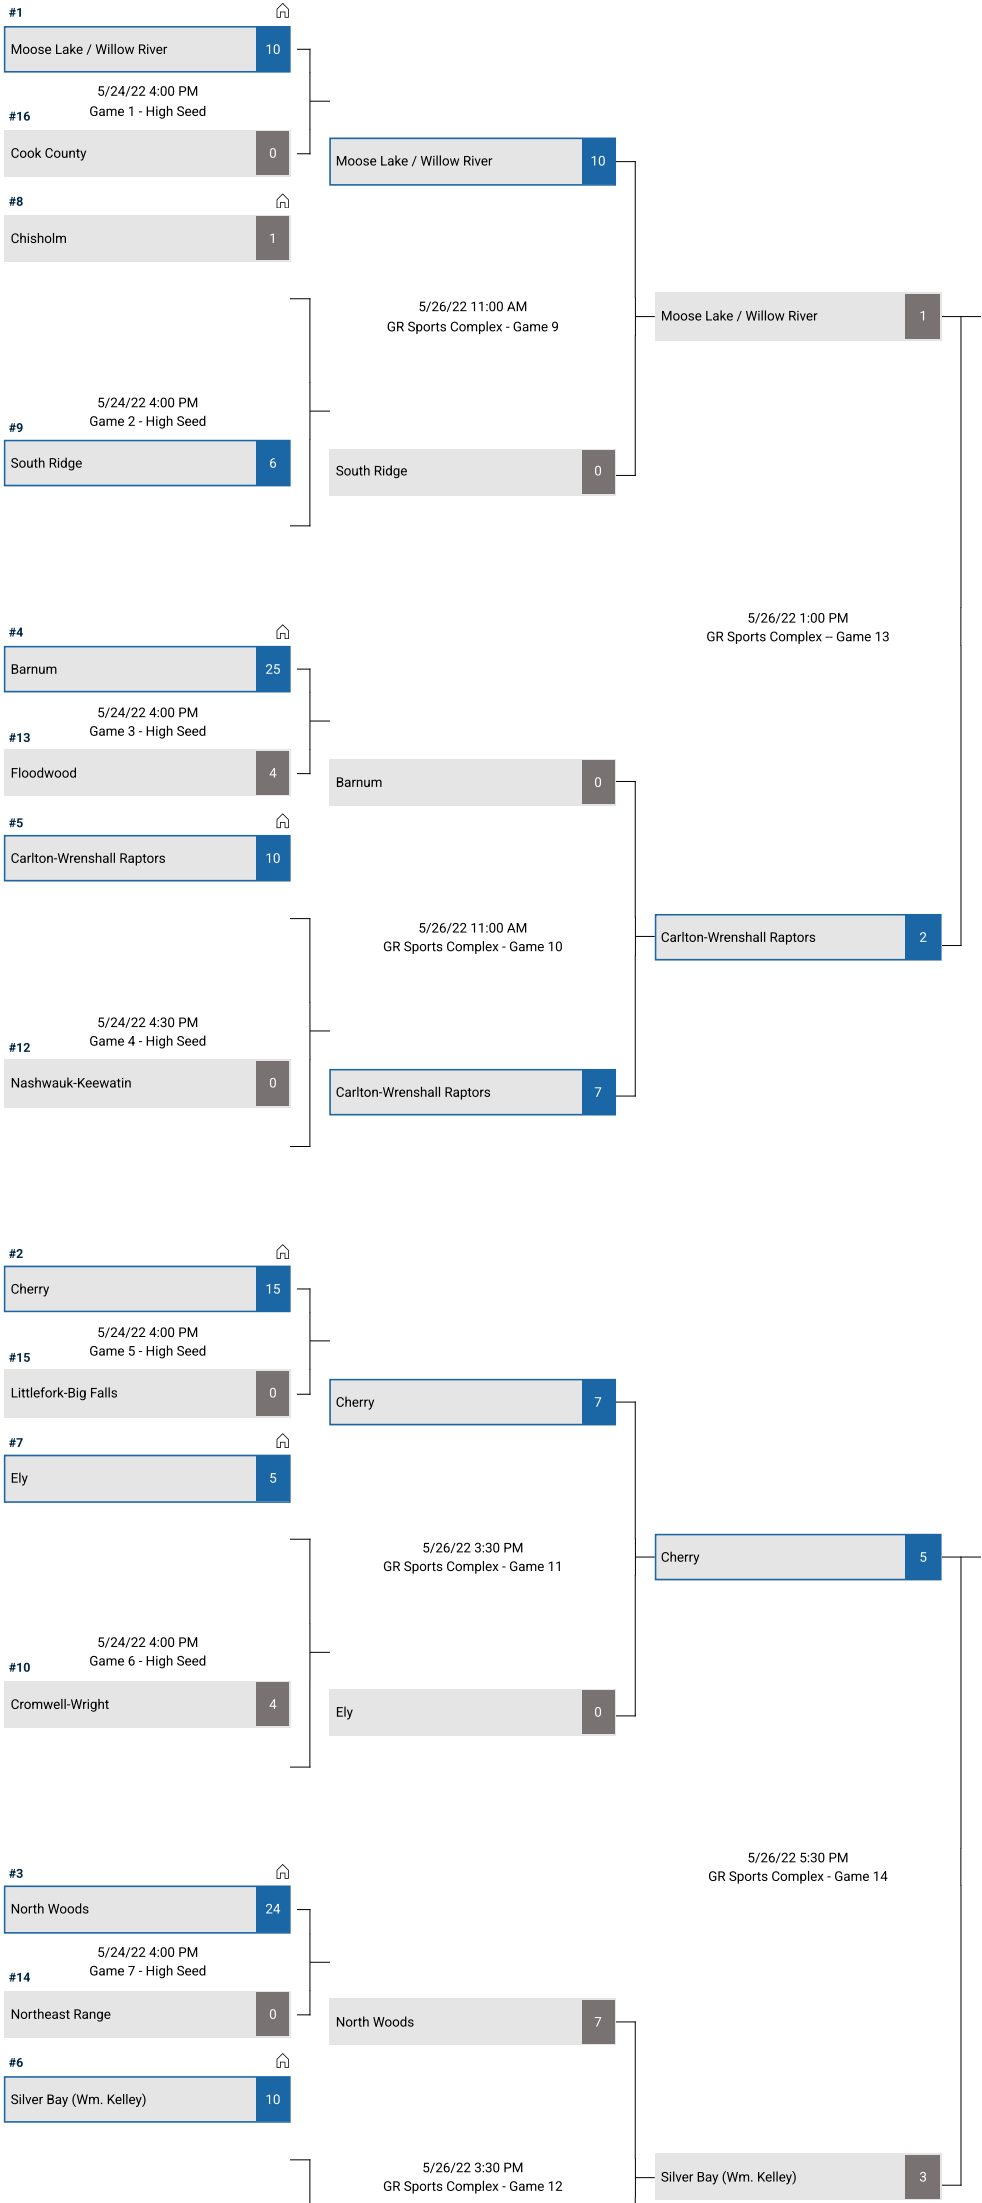 #1
Moose Lake / Willow River 10
5/24/22 4:00 PM
Game 1 - High Seed
#16
Cook County 0
Moose Lake / Willow River 10
#8
Chisholm 1
5/26/22 11:00 AM
GR Sports Complex - Game 9
Moose Lake / Willow River 1
5/24/22 4:00 PM
Game 2 - High Seed
#9
South Ridge 6
South Ridge 0
5/26/22 1:00 PM
GR Sports Complex -- Game 13
#4
Barnum 25
5/24/22 4:00 PM
Game 3 - High Seed
#13
Floodwood 4
Barnum 0
#5
Carlton-Wrenshall Raptors 10
5/26/22 11:00 AM
GR Sports Complex - Game 10
Carlton-Wrenshall Raptors 2
5/24/22 4:30 PM
Game 4 - High Seed
#12
Nashwauk-Keewatin 0
Carlton-Wrenshall Raptors 7
#2
Cherry 15
5/24/22 4:00 PM
Game 5 - High Seed
#15
Littlefork-Big Falls 0
Cherry 7
#7
Ely 5
5/26/22 3:30 PM
GR Sports Complex - Game 11
Cherry 5
5/24/22 4:00 PM
Game 6 - High Seed
#10
Cromwell-Wright 4
Ely 0
5/26/22 5:30 PM
GR Sports Complex - Game 14
#3
North Woods 24
5/24/22 4:00 PM
Game 7 - High Seed
#14
Northeast Range 0
North Woods 7
#6
Silver Bay (Wm. Kelley) 10
5/26/22 3:30 PM
GR Sports Complex - Game 12
Silver Bay (Wm. Kelley) 3